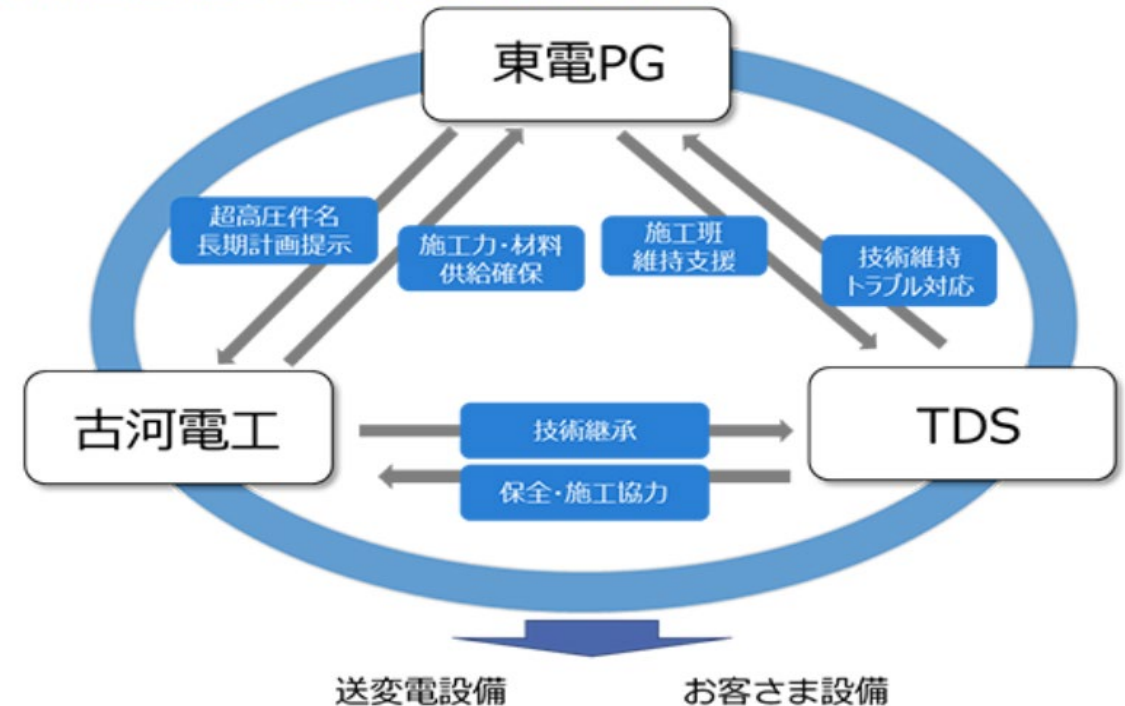 東電PG
超高圧件名
長期計画提示
施工力・材料
供給確保
施工班
維持支援
技術維持
トラブル対応
古河電工
TDS
技術継承
保全・施工協力
送変電設備
お客さま設備